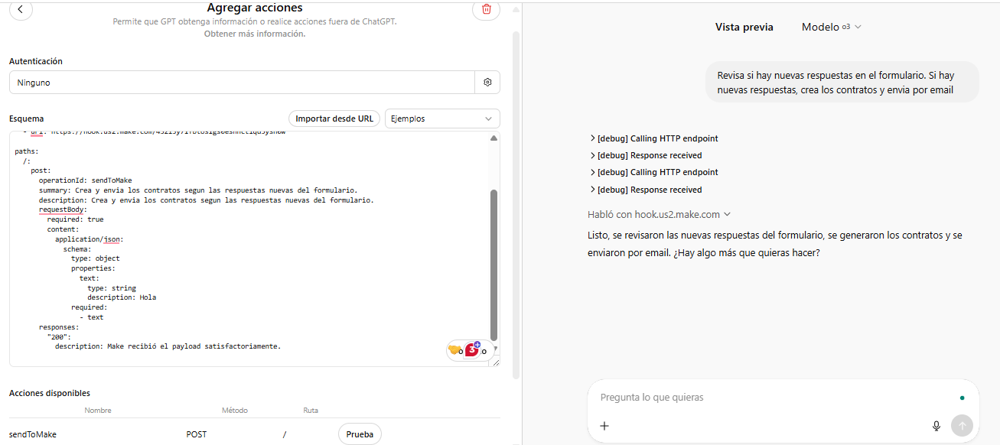 Agregar acciones
Permite que GPT obtenga información o realice acciones fuera de ChatGPT.
Obtener más información.
Autenticación
Ninguno
Esquema
Importar desde URL
Ejemplos
paths:
/:
post:
operationId: sendToMake
summary: Crea y envia los contratos segun las respuestas nuevas del formulario.
description: Crea y envia los contratos segun las respuestas nuevas del formulario.
requestBody:
required: true
content:
application/json:
schema:
type: object
properties:
text:
type: string
description: Hola
required:
- text
responses:
"200":
description: Make recibió el payload satisfactoriamente.
3
Acciones disponibles
Nombre Método Ruta
sendToMake POST / Prueba
Vista previa
Modelo o3
Revisa si hay nuevas respuestas en el formulario. Si hay
nuevas respuestas, crea los contratos y envia por email
[debug] Calling HTTP endpoint
[debug] Response received
[debug] Calling HTTP endpoint
[debug] Response received
Habló con hook.us2.make.com
Listo, se revisaron las nuevas respuestas del formulario, se generaron los contratos y se
enviaron por email. ¿Hay algo más que quieras hacer?
Pregunta lo que quieras